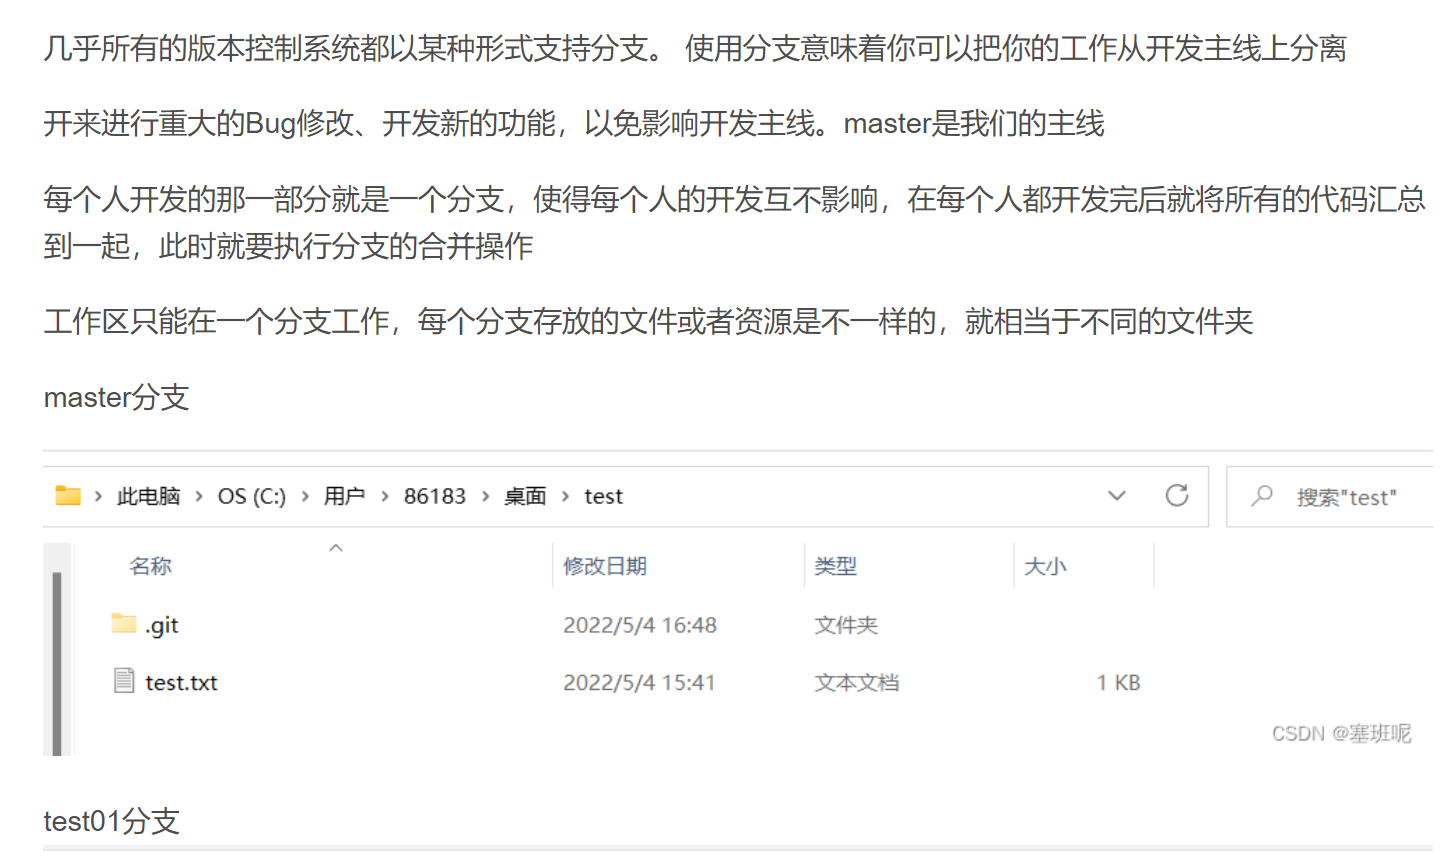 几乎所有的版本控制系统都以某种形式支持分支。 使用分支意味着你可以把你的工作从开发主线上分离
开来进行重大的Bug修改、开发新的功能，以免影响开发主线。master是我们的主线
每个人开发的那一部分就是一个分支，使得每个人的开发互不影响，在每个人都开发完后就将所有的代码汇总
到一起，此时就要执行分支的合并操作
工作区只能在一个分支工作，每个分支存放的文件或者资源是不一样的，就相当于不同的文件夹
master分支
此电脑 › OS (C:) › 用户 › 86183 › 桌面 › test 搜索"test"
名称 修改日期 类型 大小
.git 2022/5/4 16:48 文件夹
test.txt 2022/5/4 15:41 文本文档 1 KB
CSDN @塞班呢
test01分支